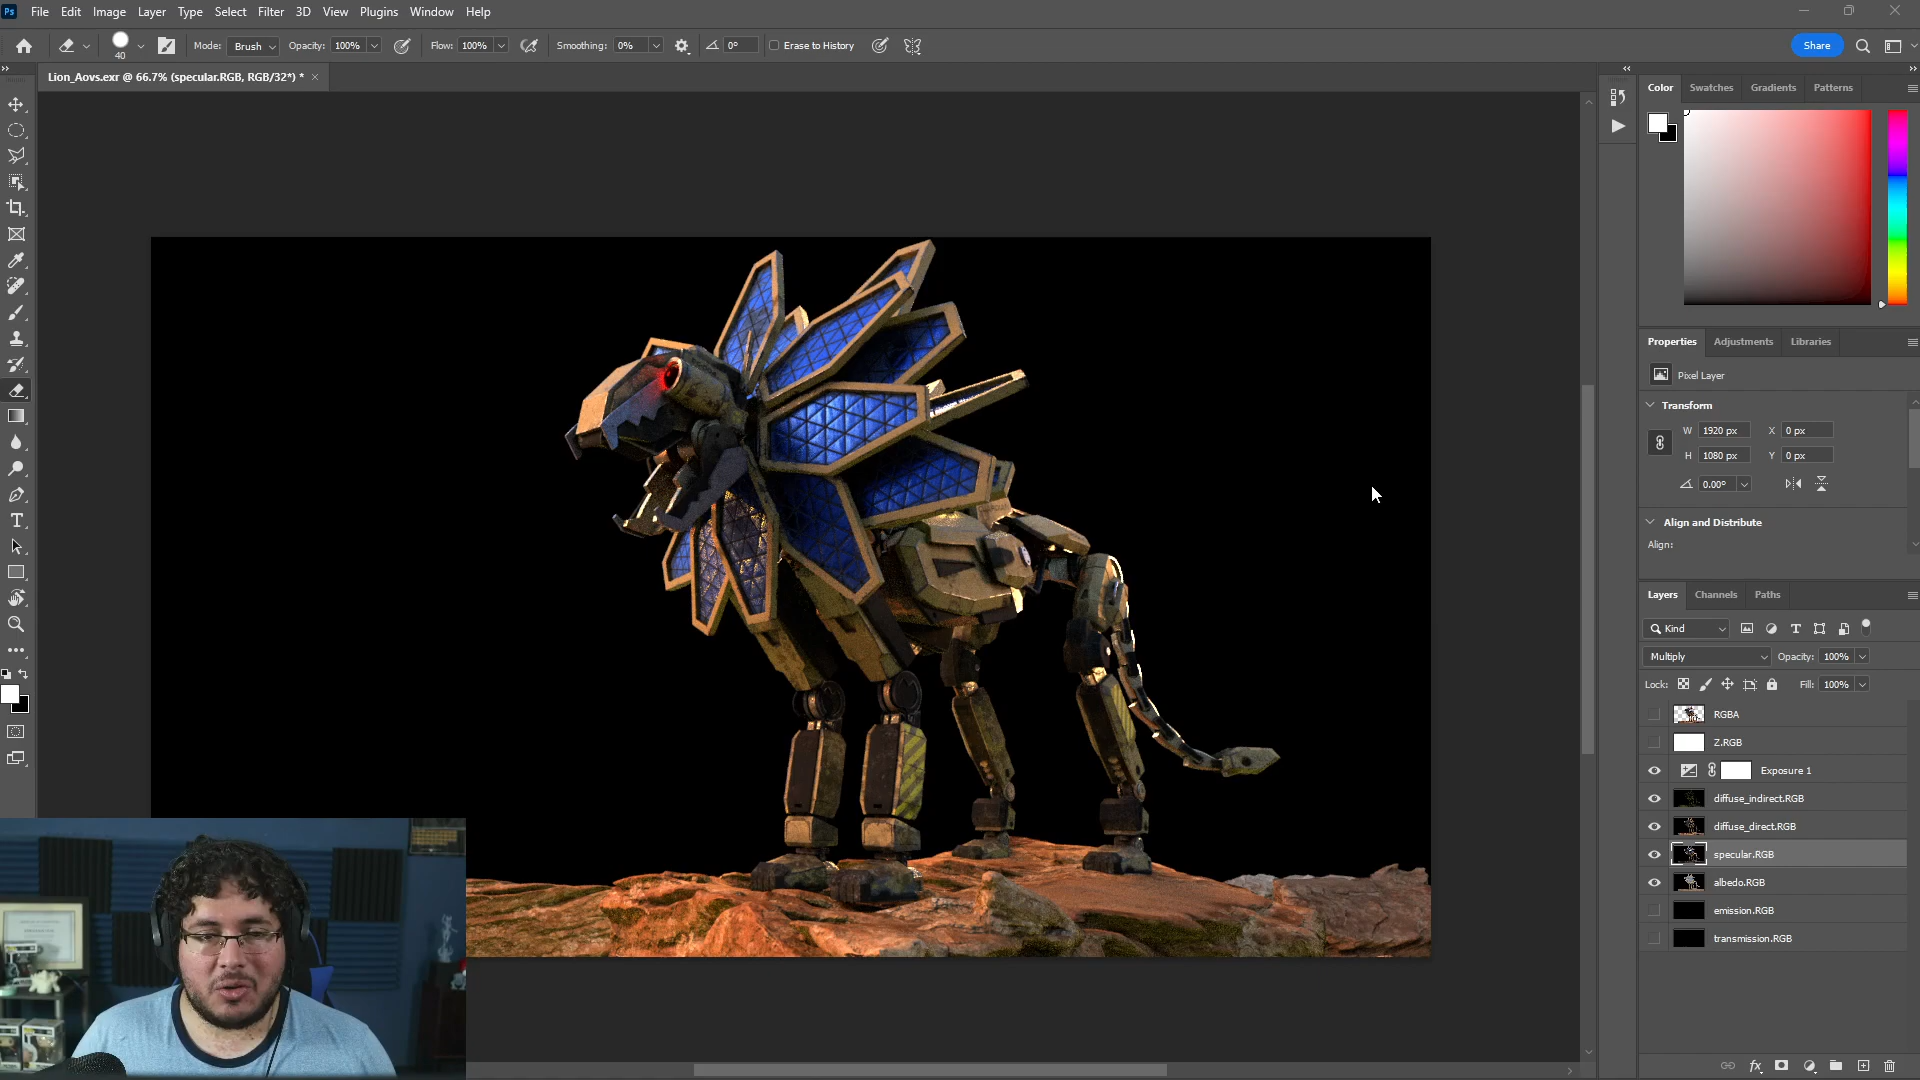 Ps File Edit Image Layer Type Select Filter 3D View Plugins Window Help
40 Mode: Brush Opacity: 100% Flow: 100% Smoothing: 0% 0° Erase to History Share
Lion_Aovs.exr @ 66.7% (specular.RGB, RGB/32*) * ×
Color Swatches Gradients Patterns
Properties Adjustments Libraries
Pixel Layer
Transform
W 1920 px X 0 px
H 1080 px Y 0 px
0.00°
Align and Distribute
Align:
Layers Channels Paths
Kind
Multiply Opacity: 100%
Lock: Fill: 100%
RGBA
Z.RGB
Exposure 1
diffuse_indirect.RGB
diffuse_direct.RGB
specular.RGB
albedo.RGB
emission.RGB
transmission.RGB
fx